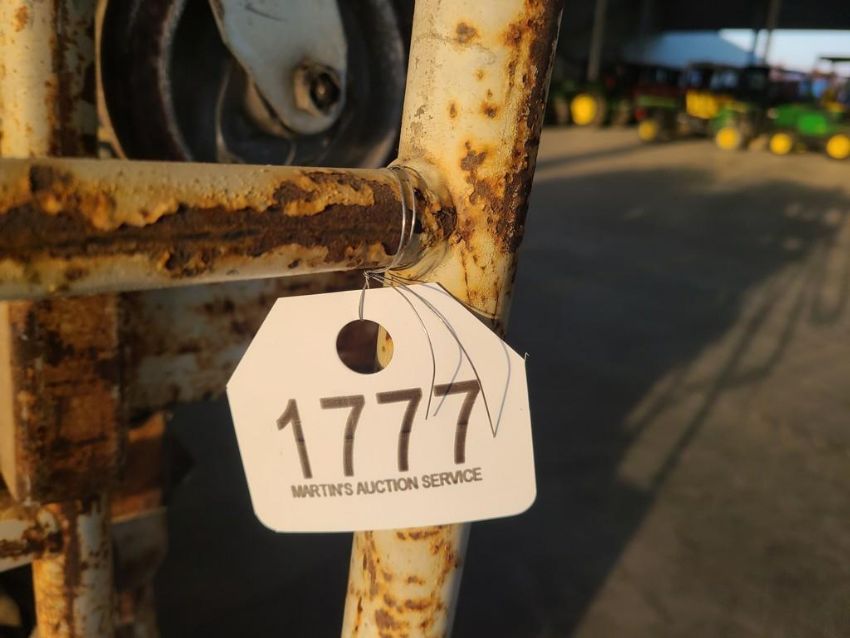 1777
MARTIN'S AUCTION SERVICE